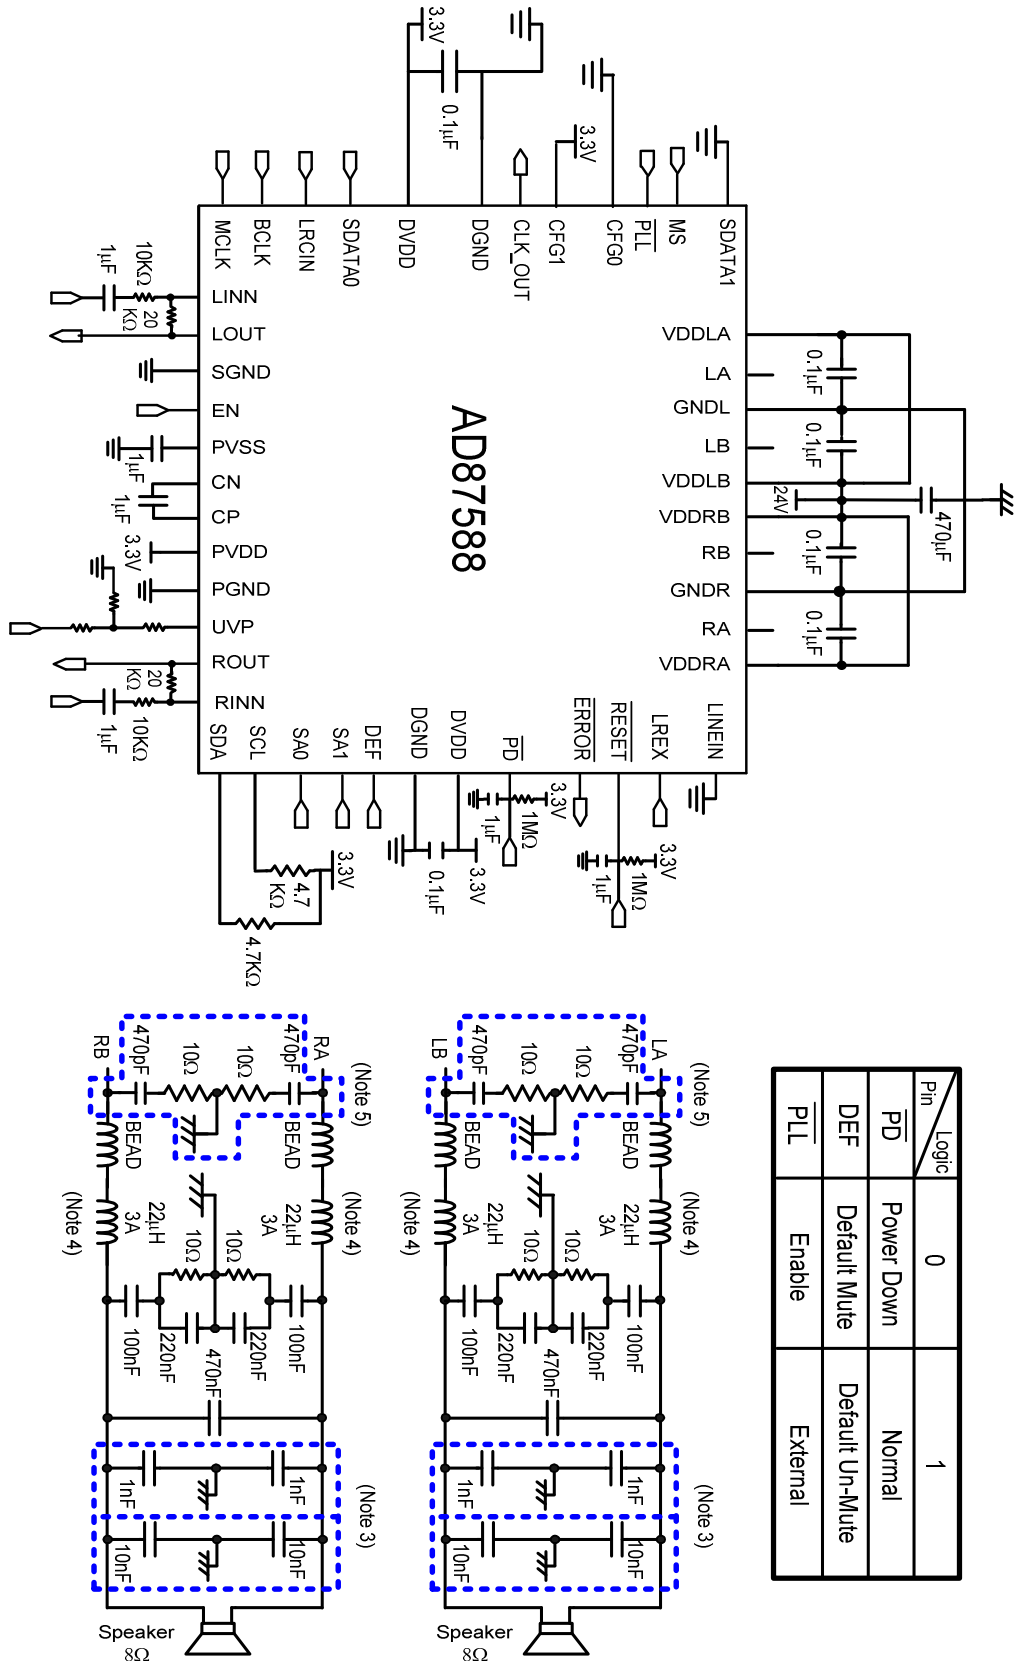 AD87588
3.3V
0.1µF
3.3V
MCLK
BCLK
LRCIN
SDATA0
DVDD
DGND
CLK_OUT
CFG1
CFG0
PLL
MS
SDATA1
LINN
LOUT
SGND
EN
PVSS
CN
CP
PVDD
PGND
UVP
ROUT
RINN
10KΩ
1µF
20
KΩ
1µF
1µF
3.3V
20
KΩ
1µF
10KΩ
VDDLA
LA
GNDL
LB
VDDLB
VDDRB
RB
GNDR
RA
VDDRA
0.1µF
0.1µF
24V
470µF
0.1µF
0.1µF
SDA
SCL
SA0
SA1
DEF
DGND
DVDD
PD
ERROR
RESET
LREX
LINEIN
3.3V
1MΩ
1µF
3.3V
1MΩ
1µF
3.3V
0.1µF
3.3V
4.7
KΩ
4.7KΩ
Pin
Logic
0
1
PD
Power Down
Normal
DEF
Default Mute
Default Un-Mute
PLL
Enable
External
(Note 5)
LA
470pF
10Ω
10Ω
470pF
LB
BEAD
BEAD
(Note 4)
22µH
3A
22µH
3A
(Note 4)
10Ω
10Ω
100nF
220nF
220nF
100nF
470nF
(Note 3)
1nF
1nF
10nF
10nF
Speaker
8Ω
(Note 5)
RA
470pF
10Ω
10Ω
470pF
RB
BEAD
BEAD
(Note 4)
22µH
3A
22µH
3A
(Note 4)
10Ω
10Ω
100nF
220nF
220nF
100nF
470nF
(Note 3)
1nF
1nF
10nF
10nF
Speaker
8Ω